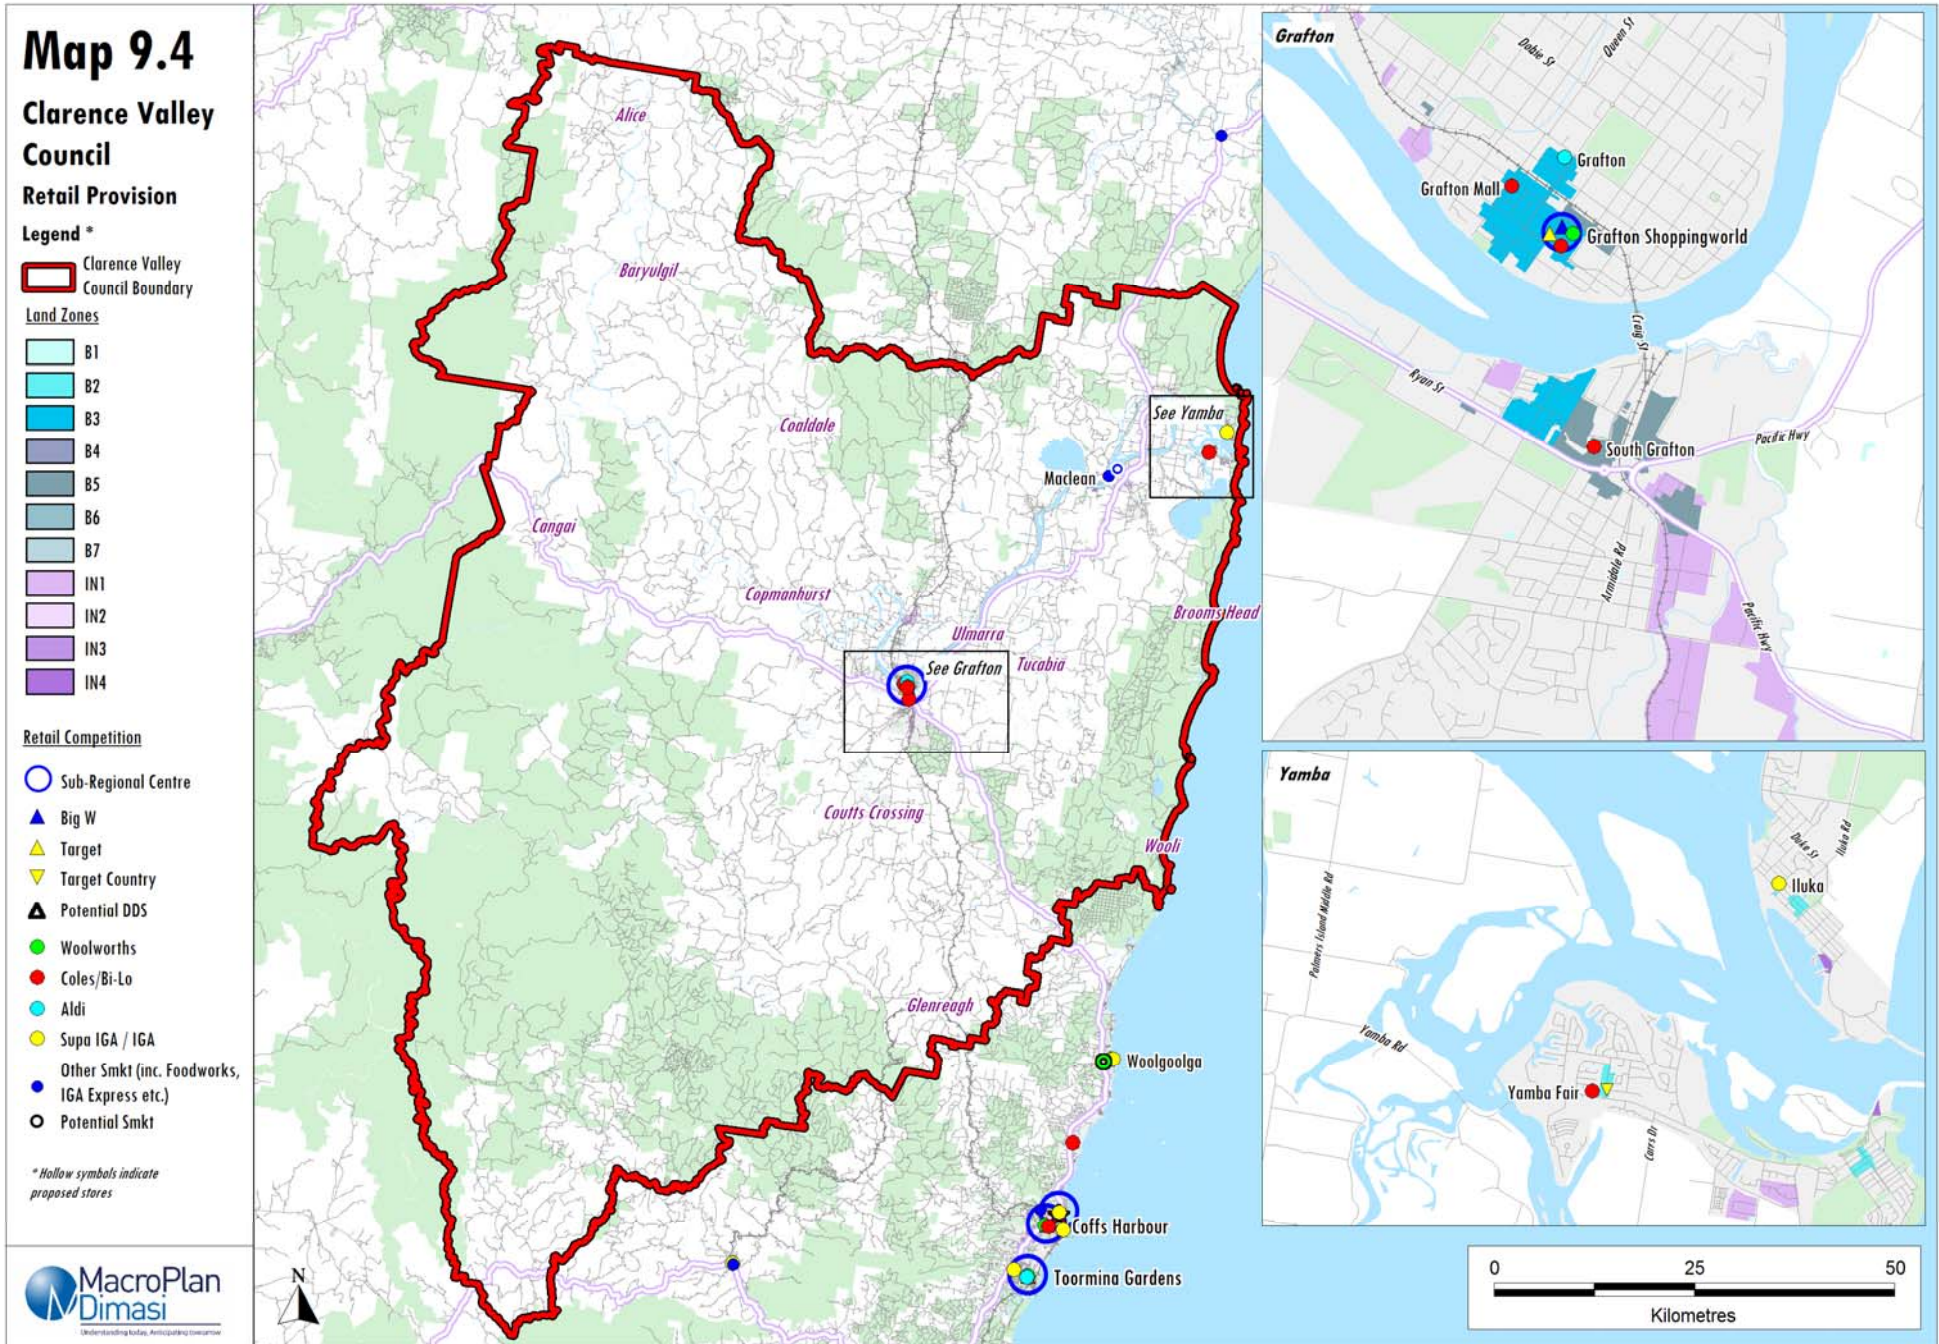 Map 9.4
Clarence Valley
Council
Retail Provision
Legend *
Clarence Valley
Council Boundary
Land Zones
B1
B2
B3
B4
B5
B6
B7
IN1
IN2
IN3
IN4
Retail Competition
Sub-Regional Centre
Big W
Target
Target Country
Potential DDS
Woolworths
Coles/Bi-Lo
Aldi
Supa IGA / IGA
Other Smkt (inc. Foodworks,
IGA Express etc.)
Potential Smkt
* Hollow symbols indicate
proposed stores
MacroPlan
Dimasi
Understanding today, Anticipating tomorrow
Alice
Baryulgil
Coaldale
See Yamba
Maclean
Cangai
Copmanhurst
Brooms Head
Ulmarra
See Grafton
Tucabia
Coutts Crossing
Wooli
Glenreagh
Woolgoolga
Coffs Harbour
Toormina Gardens
N
Grafton
Dobie St
Queen St
Grafton
Grafton Mall
Grafton Shoppingworld
Craig St
Ryan St
Pacific Hwy
South Grafton
Armidale Rd
Pacific Hwy
Yamba
Duke St
Iluka Rd
Palmers Island Middle Rd
Iluka
Yamba Rd
Yamba Fair
Carrs Dr
0 25 50
Kilometres